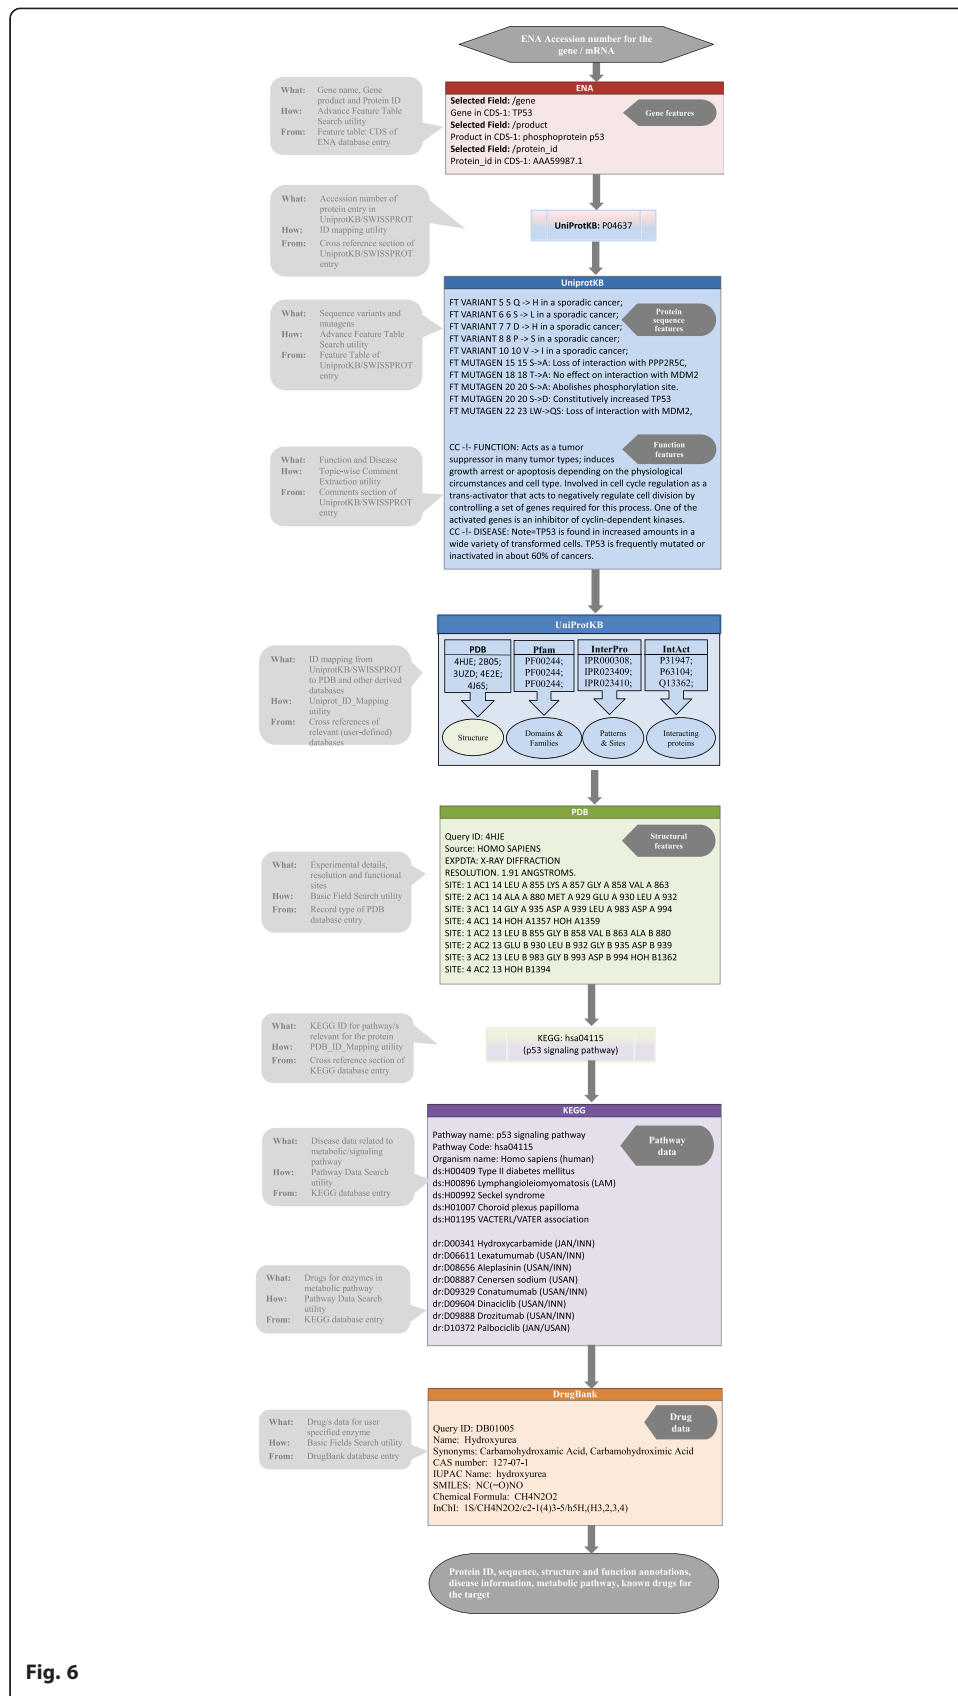 ENA Accession number for the
gene / mRNA
What: Gene name, Gene
product and Protein ID
How: Advance Feature Table
Search utility
From: Feature table: CDS of
ENA database entry
ENA
Selected Field: /gene
Gene in CDS-1: TP53
Selected Field: /product
Product in CDS-1: phosphoprotein p53
Selected Field: /protein_id
Protein_id in CDS-1: AAA59987.1
Gene features
What: Accession number of
protein entry in
UniprotKB/SWISSPROT
How: ID mapping utility
From: Cross reference section of
UniprotKB/SWISSPROT
entry
UniProtKB: P04637
UniprotKB
What: Sequence variants and
mutagens
How: Advance Feature Table
Search utility
From: Feature Table of
UniprotKB/SWISSPROT
entry
FT VARIANT 5 5 Q -> H in a sporadic cancer;
FT VARIANT 6 6 S -> L in a sporadic cancer;
FT VARIANT 7 7 D -> H in a sporadic cancer;
FT VARIANT 8 8 P -> S in a sporadic cancer;
FT VARIANT 10 10 V -> I in a sporadic cancer;
FT MUTAGEN 15 15 S->A: Loss of interaction with PPP2R5C,
FT MUTAGEN 18 18 T->A: No effect on interaction with MDM2
FT MUTAGEN 20 20 S->A: Abolishes phosphorylation site.
FT MUTAGEN 20 20 S->D: Constitutively increased TP53
FT MUTAGEN 22 23 LW->QS: Loss of interaction with MDM2,
Protein
sequence
features
What: Function and Disease
How: Topic-wise Comment
Extraction utility
From: Comments section of
UniprotKB/SWISSPROT
entry
CC -!- FUNCTION: Acts as a tumor
suppressor in many tumor types; induces
growth arrest or apoptosis depending on the physiological
circumstances and cell type. Involved in cell cycle regulation as a
trans-activator that acts to negatively regulate cell division by
controlling a set of genes required for this process. One of the
activated genes is an inhibitor of cyclin-dependent kinases.
CC -!- DISEASE: Note=TP53 is found in increased amounts in a
wide variety of transformed cells. TP53 is frequently mutated or
inactivated in about 60% of cancers.
Function
features
UniProtKB
What: ID mapping from
UniprotKB/SWISSPROT
to PDB and other derived
databases
How: Uniprot_ID_Mapping
utility
From: Cross references of
relevant (user-defined)
databases
PDB
4HJE; 2B05;
3UZD; 4E2E;
4J6S;
Structure
Pfam
PF00244;
PF00244;
PF00244;
Domains &
Families
InterPro
IPR000308;
IPR023409;
IPR023410;
Patterns
& Sites
IntAct
P31947;
P63104;
Q13362;
Interacting
proteins
PDB
What: Experimental details,
resolution and functional
sites
How: Basic Field Search utility
From: Record type of PDB
database entry
Query ID: 4HJE
Source: HOMO SAPIENS
EXPDTA: X-RAY DIFFRACTION
RESOLUTION. 1.91 ANGSTROMS.
SITE: 1 AC1 14 LEU A 855 LYS A 857 GLY A 858 VAL A 863
SITE: 2 AC1 14 ALA A 880 MET A 929 GLU A 930 LEU A 932
SITE: 3 AC1 14 GLY A 935 ASP A 939 LEU A 983 ASP A 994
SITE: 4 AC1 14 HOH A1357 HOH A1359
SITE: 1 AC2 13 LEU B 855 GLY B 858 VAL B 863 ALA B 880
SITE: 2 AC2 13 GLU B 930 LEU B 932 GLY B 935 ASP B 939
SITE: 3 AC2 13 LEU B 983 GLY B 993 ASP B 994 HOH B1362
SITE: 4 AC2 13 HOH B1394
Structural
features
What: KEGG ID for pathway/s
relevant for the protein
How: PDB_ID_Mapping utility
From: Cross reference section of
KEGG database entry
KEGG: hsa04115
(p53 signaling pathway)
KEGG
What: Disease data related to
metabolic/signaling
pathway
How: Pathway Data Search
utility
From: KEGG database entry
Pathway name: p53 signaling pathway
Pathway Code: hsa04115
Organism name: Homo sapiens (human)
ds:H00409 Type II diabetes mellitus
ds:H00896 Lymphangioleiomyomatosis (LAM)
ds:H00992 Seckel syndrome
ds:H01007 Choroid plexus papilloma
ds:H01195 VACTERL/VATER association
Pathway
data
What: Drugs for enzymes in
metabolic pathway
How: Pathway Data Search
utility
From: KEGG database entry
dr:D00341 Hydroxycarbamide (JAN/INN)
dr:D06611 Lexatumumab (USAN/INN)
dr:D08656 Aleplasinin (USAN/INN)
dr:D08887 Cenersen sodium (USAN)
dr:D09329 Conatumumab (USAN/INN)
dr:D09604 Dinaciclib (USAN/INN)
dr:D09888 Drozitumab (USAN/INN)
dr:D10372 Palbociclib (JAN/USAN)
DrugBank
What: Drug/s data for user
specified enzyme
How: Basic Fields Search utility
From: DrugBank database entry
Query ID: DB01005
Name: Hydroxyurea
Synonyms: Carbamohydroxamic Acid, Carbamohydroximic Acid
CAS number: 127-07-1
IUPAC Name: hydroxyurea
SMILES: NC(=O)NO
Chemical Formula: CH4N2O2
InChI: 1S/CH4N2O2/c2-1(4)3-5/h5H,(H3,2,3,4)
Drug
data
Protein ID, sequence, structure and function annotations,
disease information, metabolic pathway, known drugs for
the target
Fig. 6